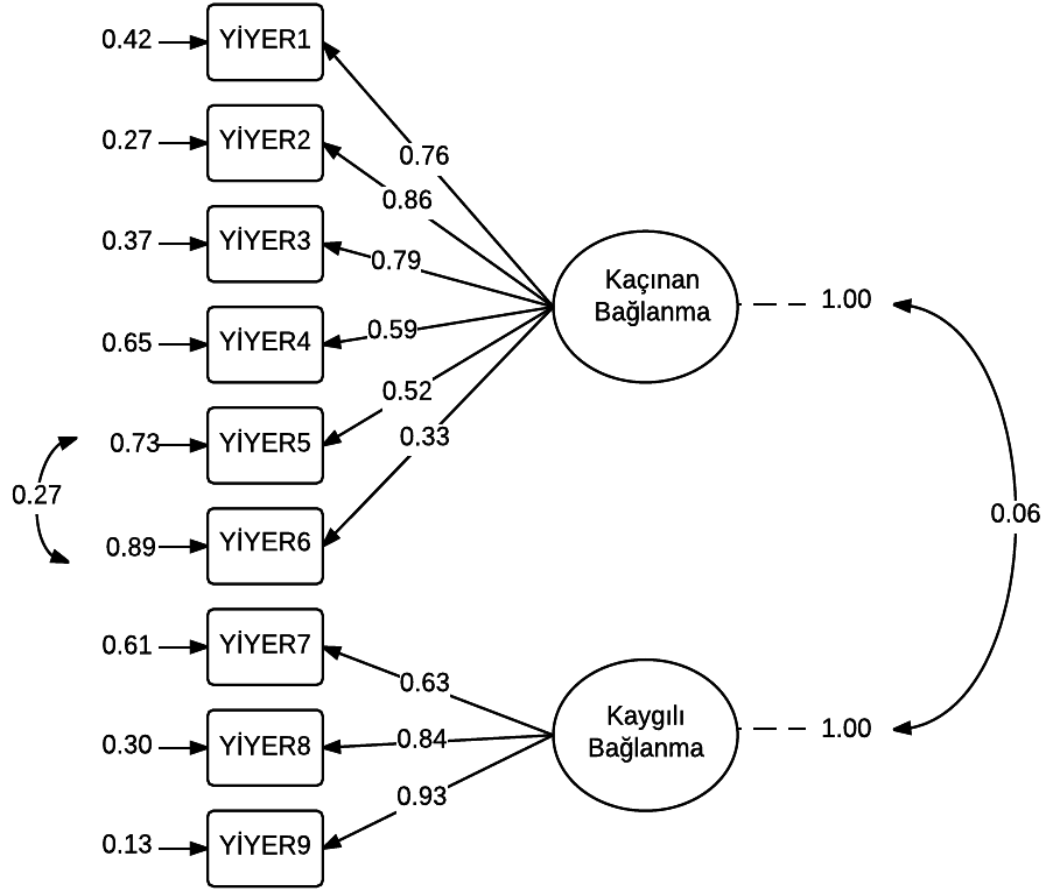 0.42
YİYER1
0.76
0.27
YİYER2
0.86
0.37
YİYER3
0.79
Kaçınan
Bağlanma
1.00
0.65
YİYER4
0.59
0.52
0.73
YİYER5
0.33
0.27
0.06
0.89
YİYER6
0.61
YİYER7
0.63
Kaygılı
Bağlanma
1.00
0.30
YİYER8
0.84
0.93
0.13
YİYER9